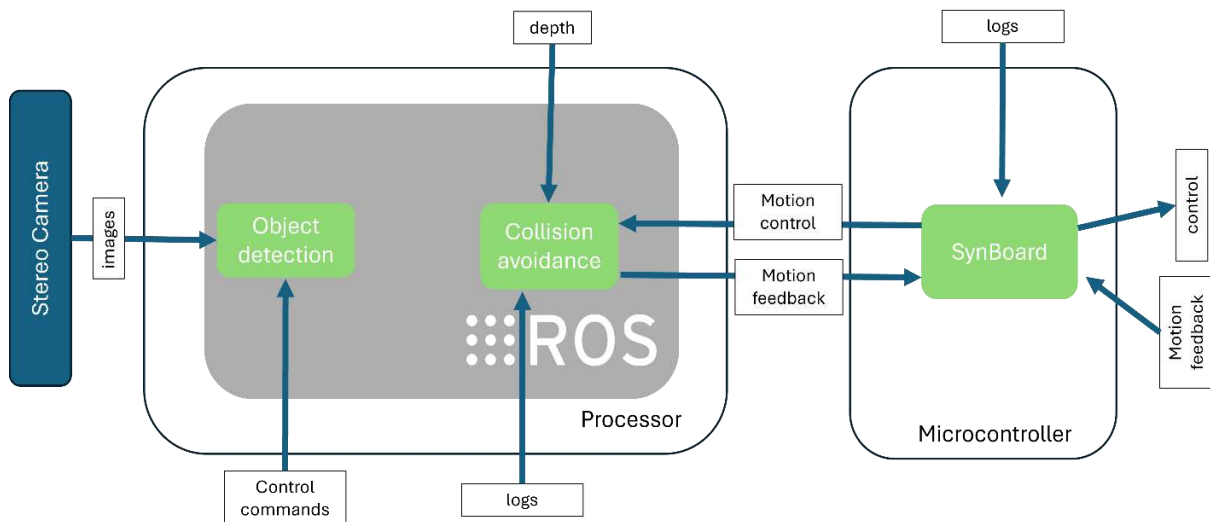 depth
logs
Stereo Camera
images
Object
detection
Collision
avoidance
Motion
control
Motion
feedback
SynBoard
control
Motion
feedback
ROS
Processor
Microcontroller
Control
commands
logs